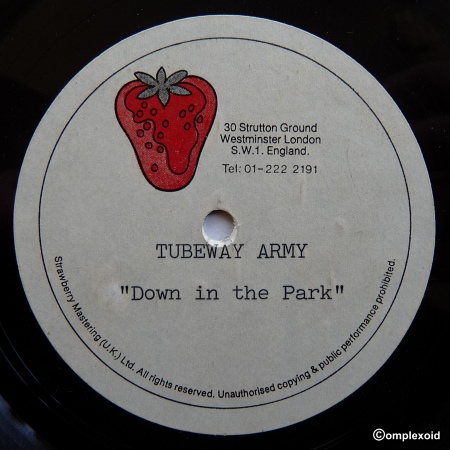 30 Strutton Ground
Westminster London
S.W.1. England.
Tel: 01-222 2191
TUBEWAY ARMY
"Down in the Park"
Strawberry Mastering (U.K.) Ltd. All rights reserved. Unauthorised copying & public performance prohibited.
©omplexoid